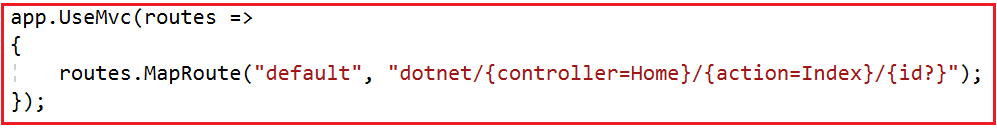 app.UseMvc(routes =>
{
    routes.MapRoute("default", "dotnet/{controller=Home}/{action=Index}/{id?}");
});